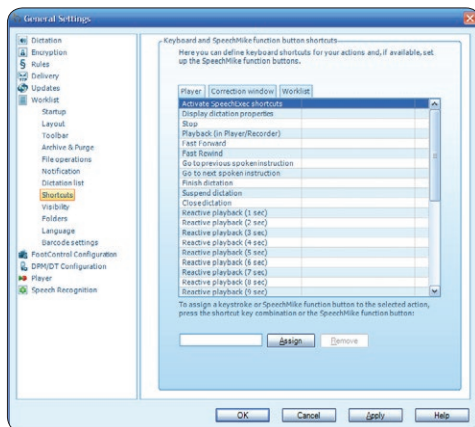 General Settings
Dictation
Encryption
Rules
Delivery
Updates
Worklist
Startup
Layout
Toolbar
Archive & Purge
File operations
Notification
Dictation list
Shortcuts
Visibility
Folders
Language
Barcode settings
FootControl Configuration
DPM/DT Configuration
Player
Speech Recognition
Keyboard and SpeechMike function button shortcuts
Here you can define keyboard shortcuts for your actions and, if available, set
up the SpeechMike function buttons.
Player Correction window Worklist
Activate SpeechExec shortcuts
Display dictation properties
Stop
Playback (in Player/Recorder)
Fast Forward
Fast Rewind
Go to previous spoken instruction
Go to next spoken instruction
Finish dictation
Suspend dictation
Close dictation
Reactive playback (1 sec)
Reactive playback (2 sec)
Reactive playback (3 sec)
Reactive playback (4 sec)
Reactive playback (5 sec)
Reactive playback (6 sec)
Reactive playback (7 sec)
Reactive playback (8 sec)
Reactive playback (9 sec)
To assign a keystroke or SpeechMike function button to the selected action,
press the shortcut key combination or the SpeechMike function button:
Assign Remove
OK Cancel Apply Help